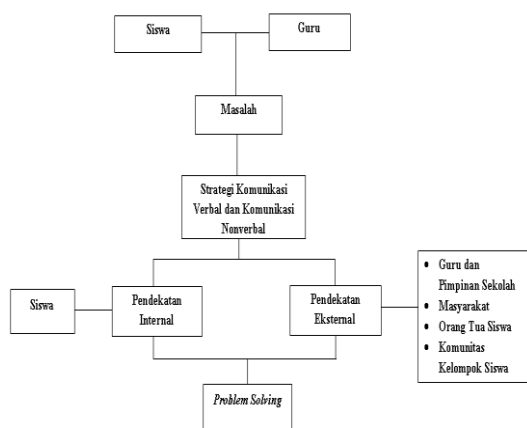 Siswa
Guru
Masalah
Strategi Komunikasi
Verbal dan Komunikasi
Nonverbal
Siswa
Pendekatan
Internal
Pendekatan
Eksternal
• Guru dan
Pimpinan Sekolah
• Masyarakat
• Orang Tua Siswa
• Komunitas
Kelompok Siswa
Problem Solving